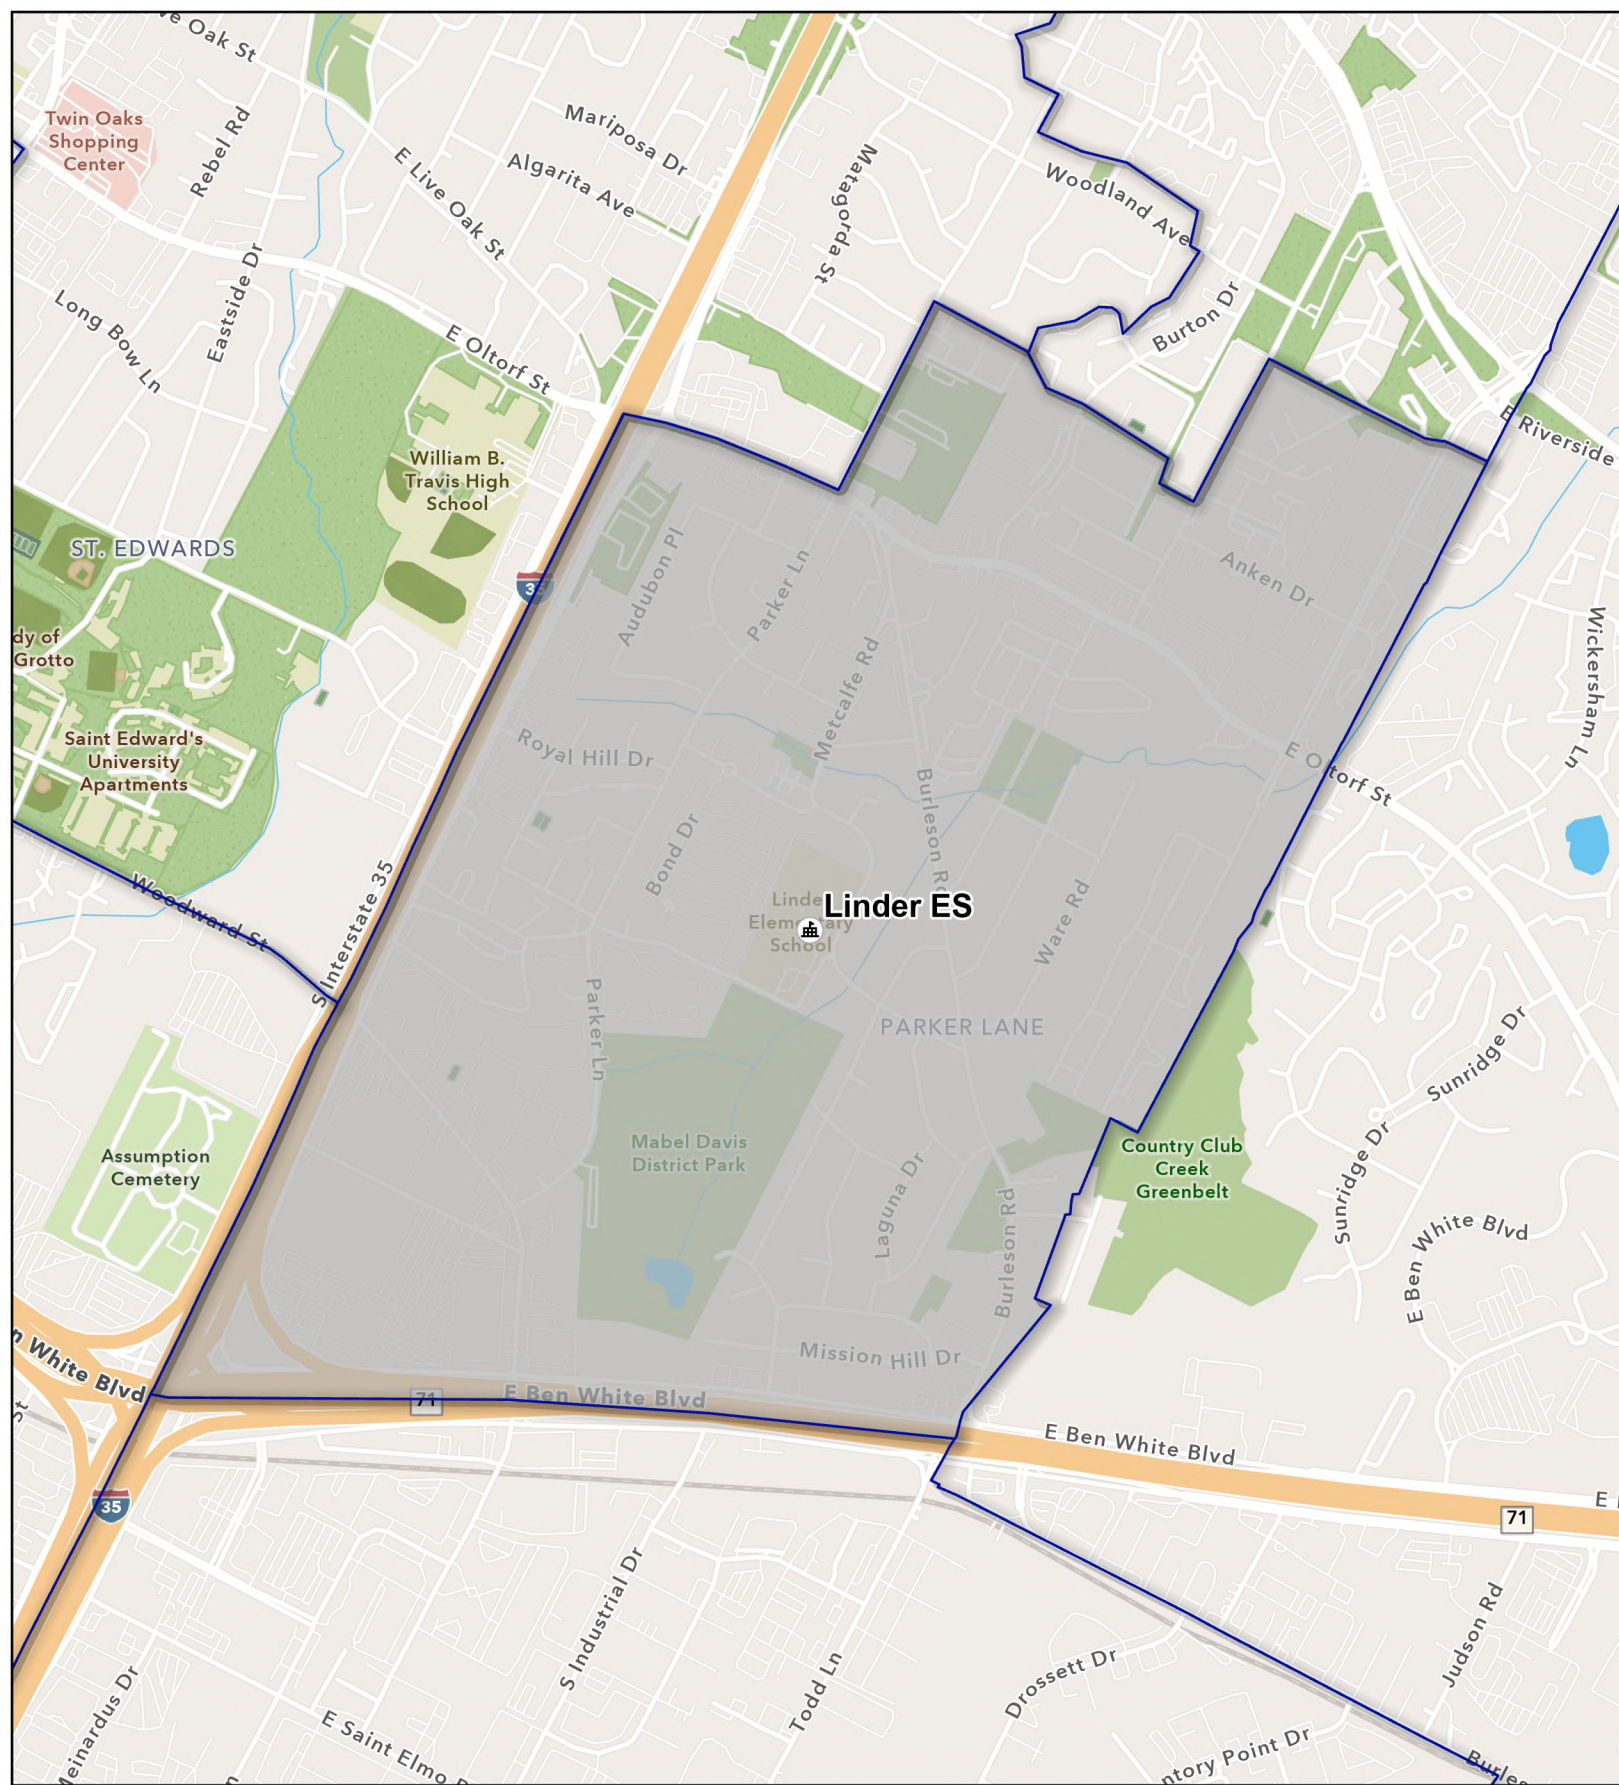 ve Oak St
Twin Oaks
Shopping
Center
Rebel Rd
E Live Oak St
Mariposa Dr
Algarita Ave
Matagorda St
Woodland Ave
Burton Dr
Eastside Dr
Long Bow Ln
E Oltorf St
E Riverside
William B.
Travis High
School
ST. EDWARDS
35
Audubon Pl
Parker Ln
Metcalfe Rd
Anken Dr
Wickersham Ln
dy of
Grotto
Saint Edward's
University
Apartments
Royal Hill Dr
E Oltorf St
Burleson Rd
Bond Dr
Woodward St
S Interstate 35
Linder
Elementary
School
Linder ES
Ware Rd
Parker Ln
PARKER LANE
Sunridge Dr
Assumption
Cemetery
Mabel Davis
District Park
Country Club
Creek
Greenbelt
Laguna Dr
Burleson Rd
Sunridge Dr
E Ben White Blvd
n White Blvd
Mission Hill Dr
71
E Ben White Blvd
St
E Ben White Blvd
E
35
71
S Industrial Dr
Todd Ln
Drossett Dr
Judson Rd
Meinardus Dr
E Saint Elmo
ntory Point Dr
Burles